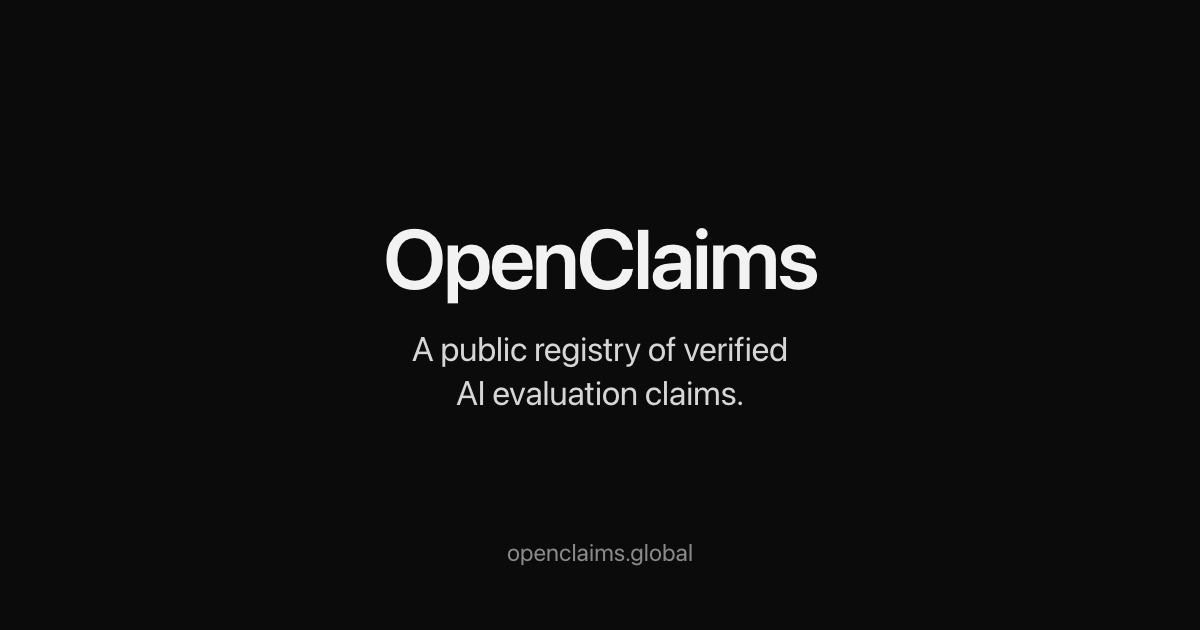 OpenClaims
A public registry of verified
AI evaluation claims.
openclaims.global